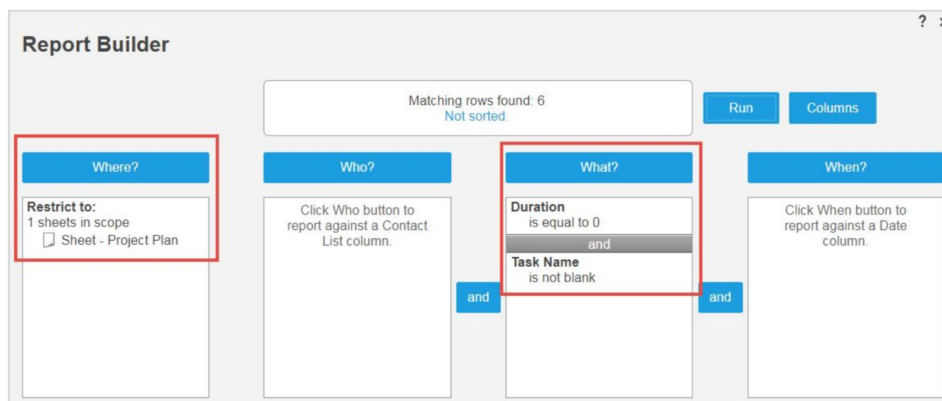 ?
Report Builder
Matching rows found: 6
Not sorted.
Run
Columns
Where?
Who?
What?
When?
Restrict to:
1 sheets in scope
Sheet - Project Plan
Click Who button to
report against a Contact
List column.
and
Duration
is equal to 0
and
Task Name
is not blank
and
Click When button to
report against a Date
column.